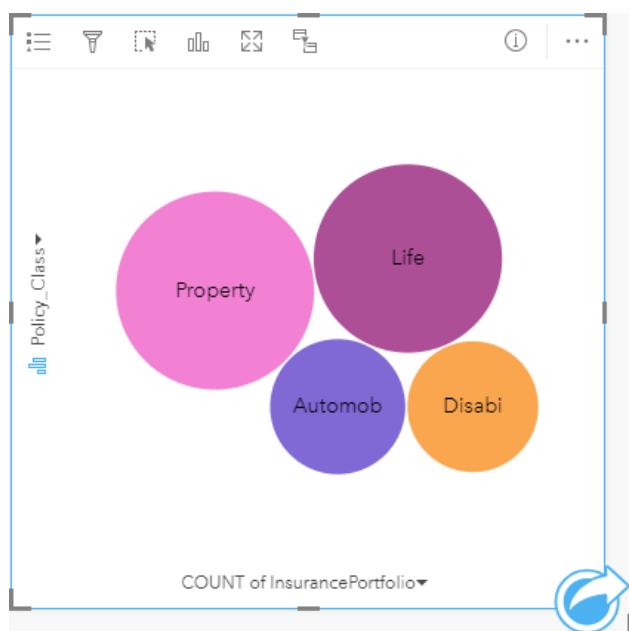 Life
Property
Automob
Disabi
Policy_Class
COUNT of InsurancePortfolio